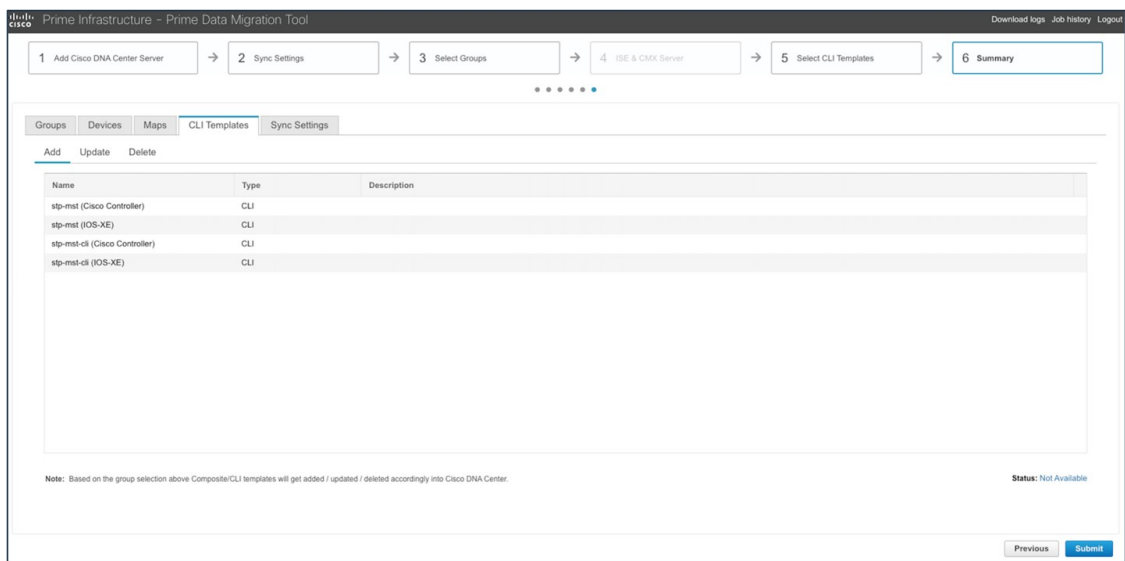 cisco Prime Infrastructure - Prime Data Migration Tool Download logs Job history Logout
1 Add Cisco DNA Center Server → 2 Sync Settings → 3 Select Groups → 4 ISE & CMX Server → 5 Select CLI Templates → 6 Summary
Groups Devices Maps CLI Templates Sync Settings
Add Update Delete
Name Type Description
stp-mst (Cisco Controller) CLI
stp-mst (IOS-XE) CLI
stp-mst-cli (Cisco Controller) CLI
stp-mst-cli (IOS-XE) CLI
Note: Based on the group selection above Composite/CLI templates will get added / updated / deleted accordingly into Cisco DNA Center. Status: Not Available
Previous Submit